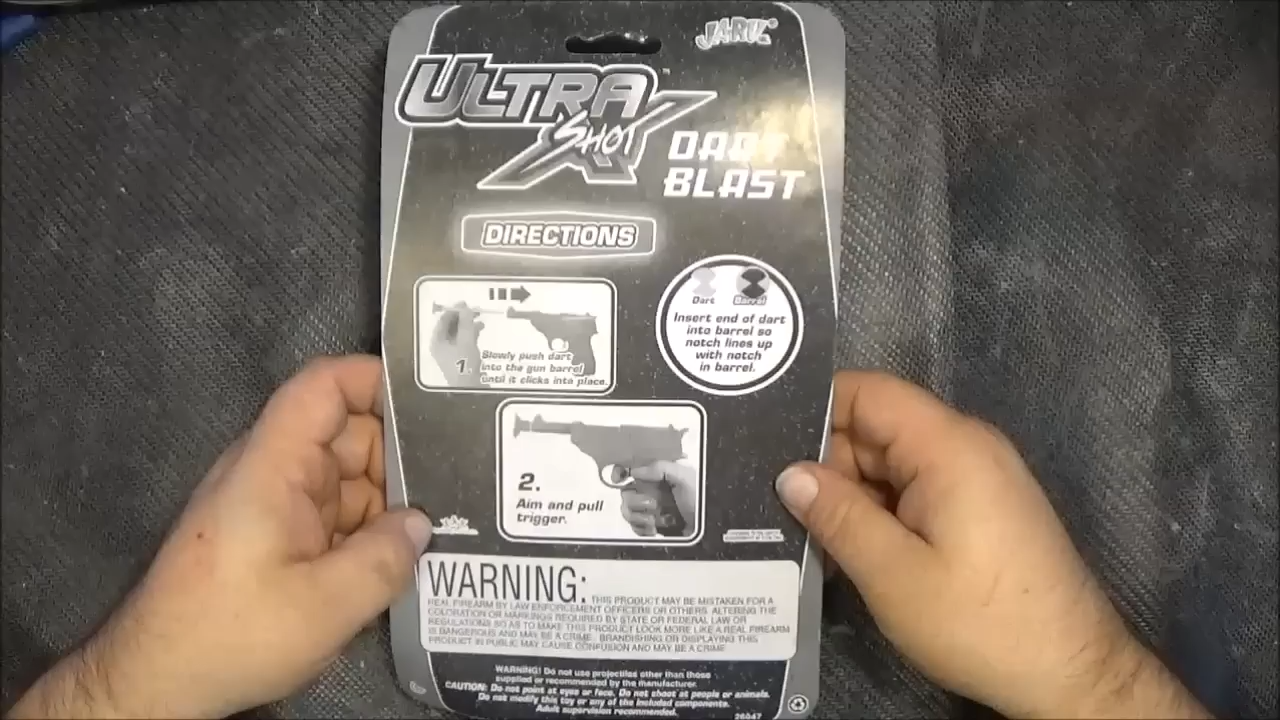 JA-RU®
ULTRA
SHOT
X
DART
BLAST
DIRECTIONS
1. Slowly push dart
into the gun barrel
until it clicks into place.
Dart Barrel
Insert end of dart
into barrel so
notch lines up
with notch
in barrel.
2.
Aim and pull
trigger.
WARNING: THIS PRODUCT MAY BE MISTAKEN FOR A
REAL FIREARM BY LAW ENFORCEMENT OFFICERS OR OTHERS. ALTERING THE
COLORATION OR MARKINGS REQUIRED BY STATE OR FEDERAL LAW OR
REGULATIONS SO AS TO MAKE THIS PRODUCT LOOK MORE LIKE A REAL FIREARM
IS DANGEROUS AND MAY BE A CRIME. BRANDISHING OR DISPLAYING THIS
PRODUCT IN PUBLIC MAY CAUSE CONFUSION AND MAY BE A CRIME
WARNING! Do not use projectiles other than those
supplied or recommended by the manufacturer.
CAUTION: Do not point at eyes or face. Do not shoot at people or animals.
Do not modify this toy or any of the included components.
Adult supervision recommended.
26047